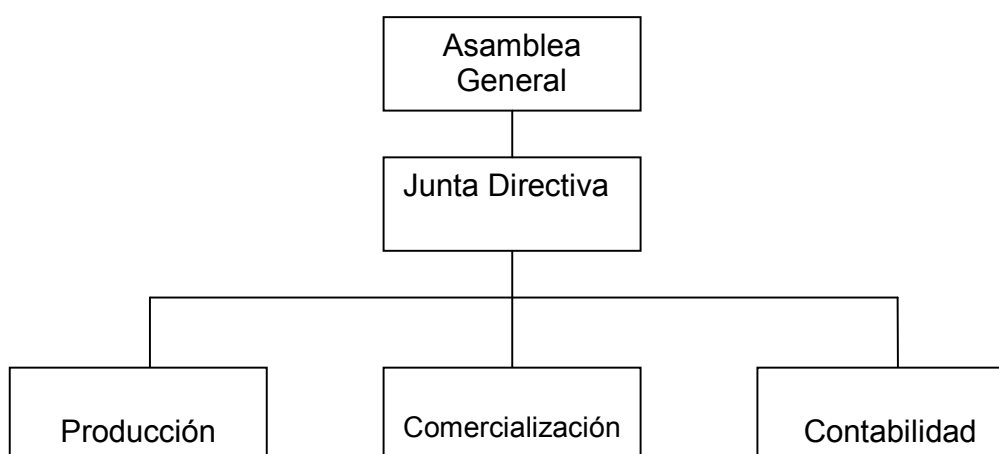 Asamblea
General
Junta Directiva
Producción
Comercialización
Contabilidad